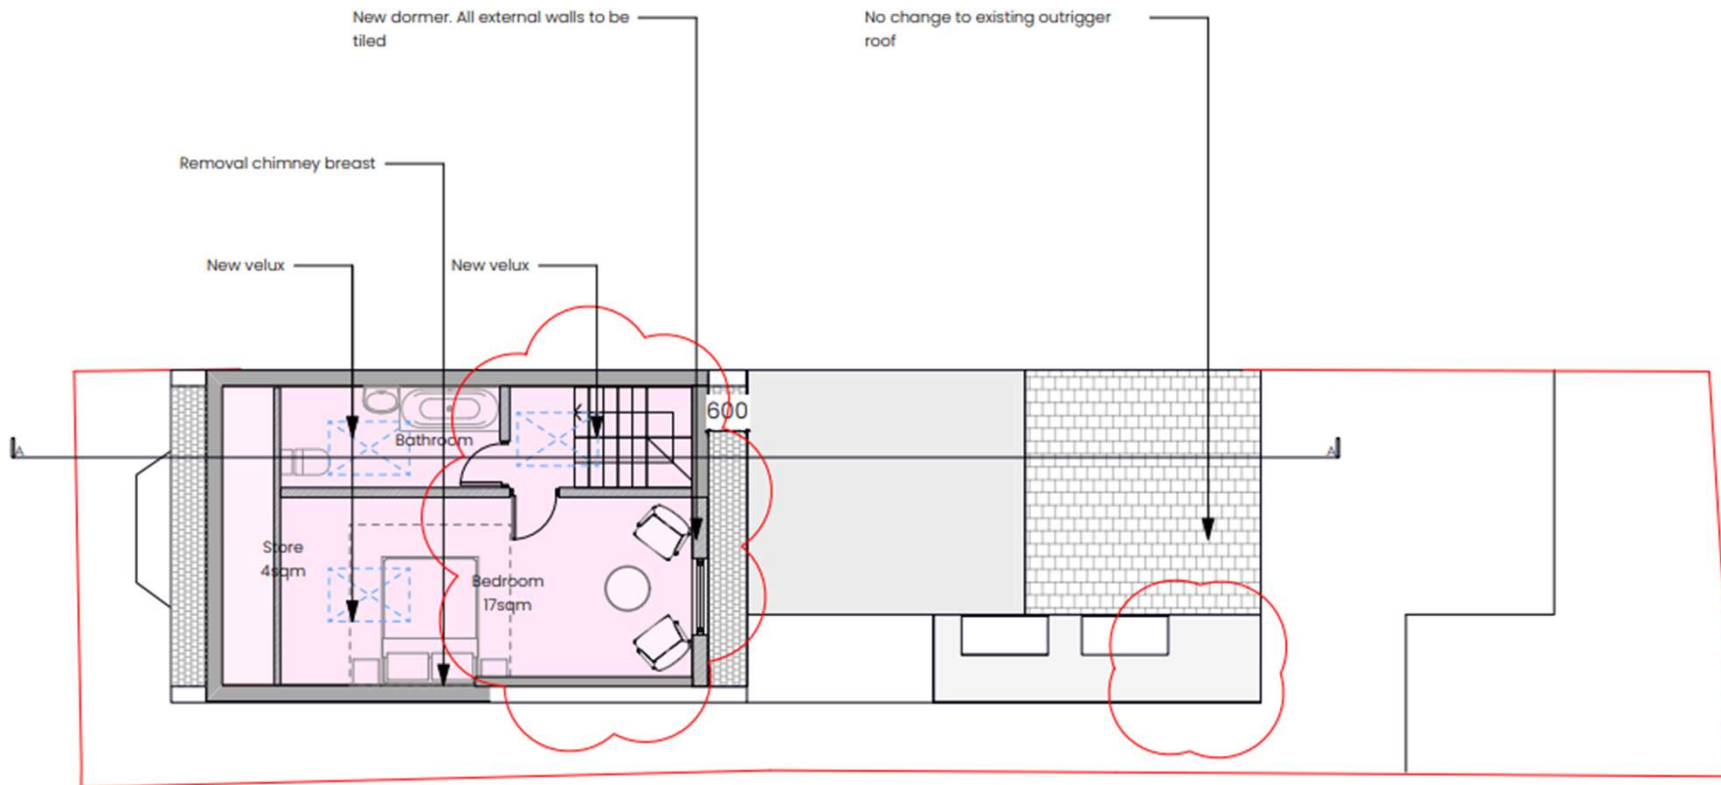 New dormer. All external walls to be
tiled
No change to existing outrigger
roof
Removal chimney breast
New velux
New velux
600
Bathroom
A
A
Store
4sqm
Bedroom
17sqm